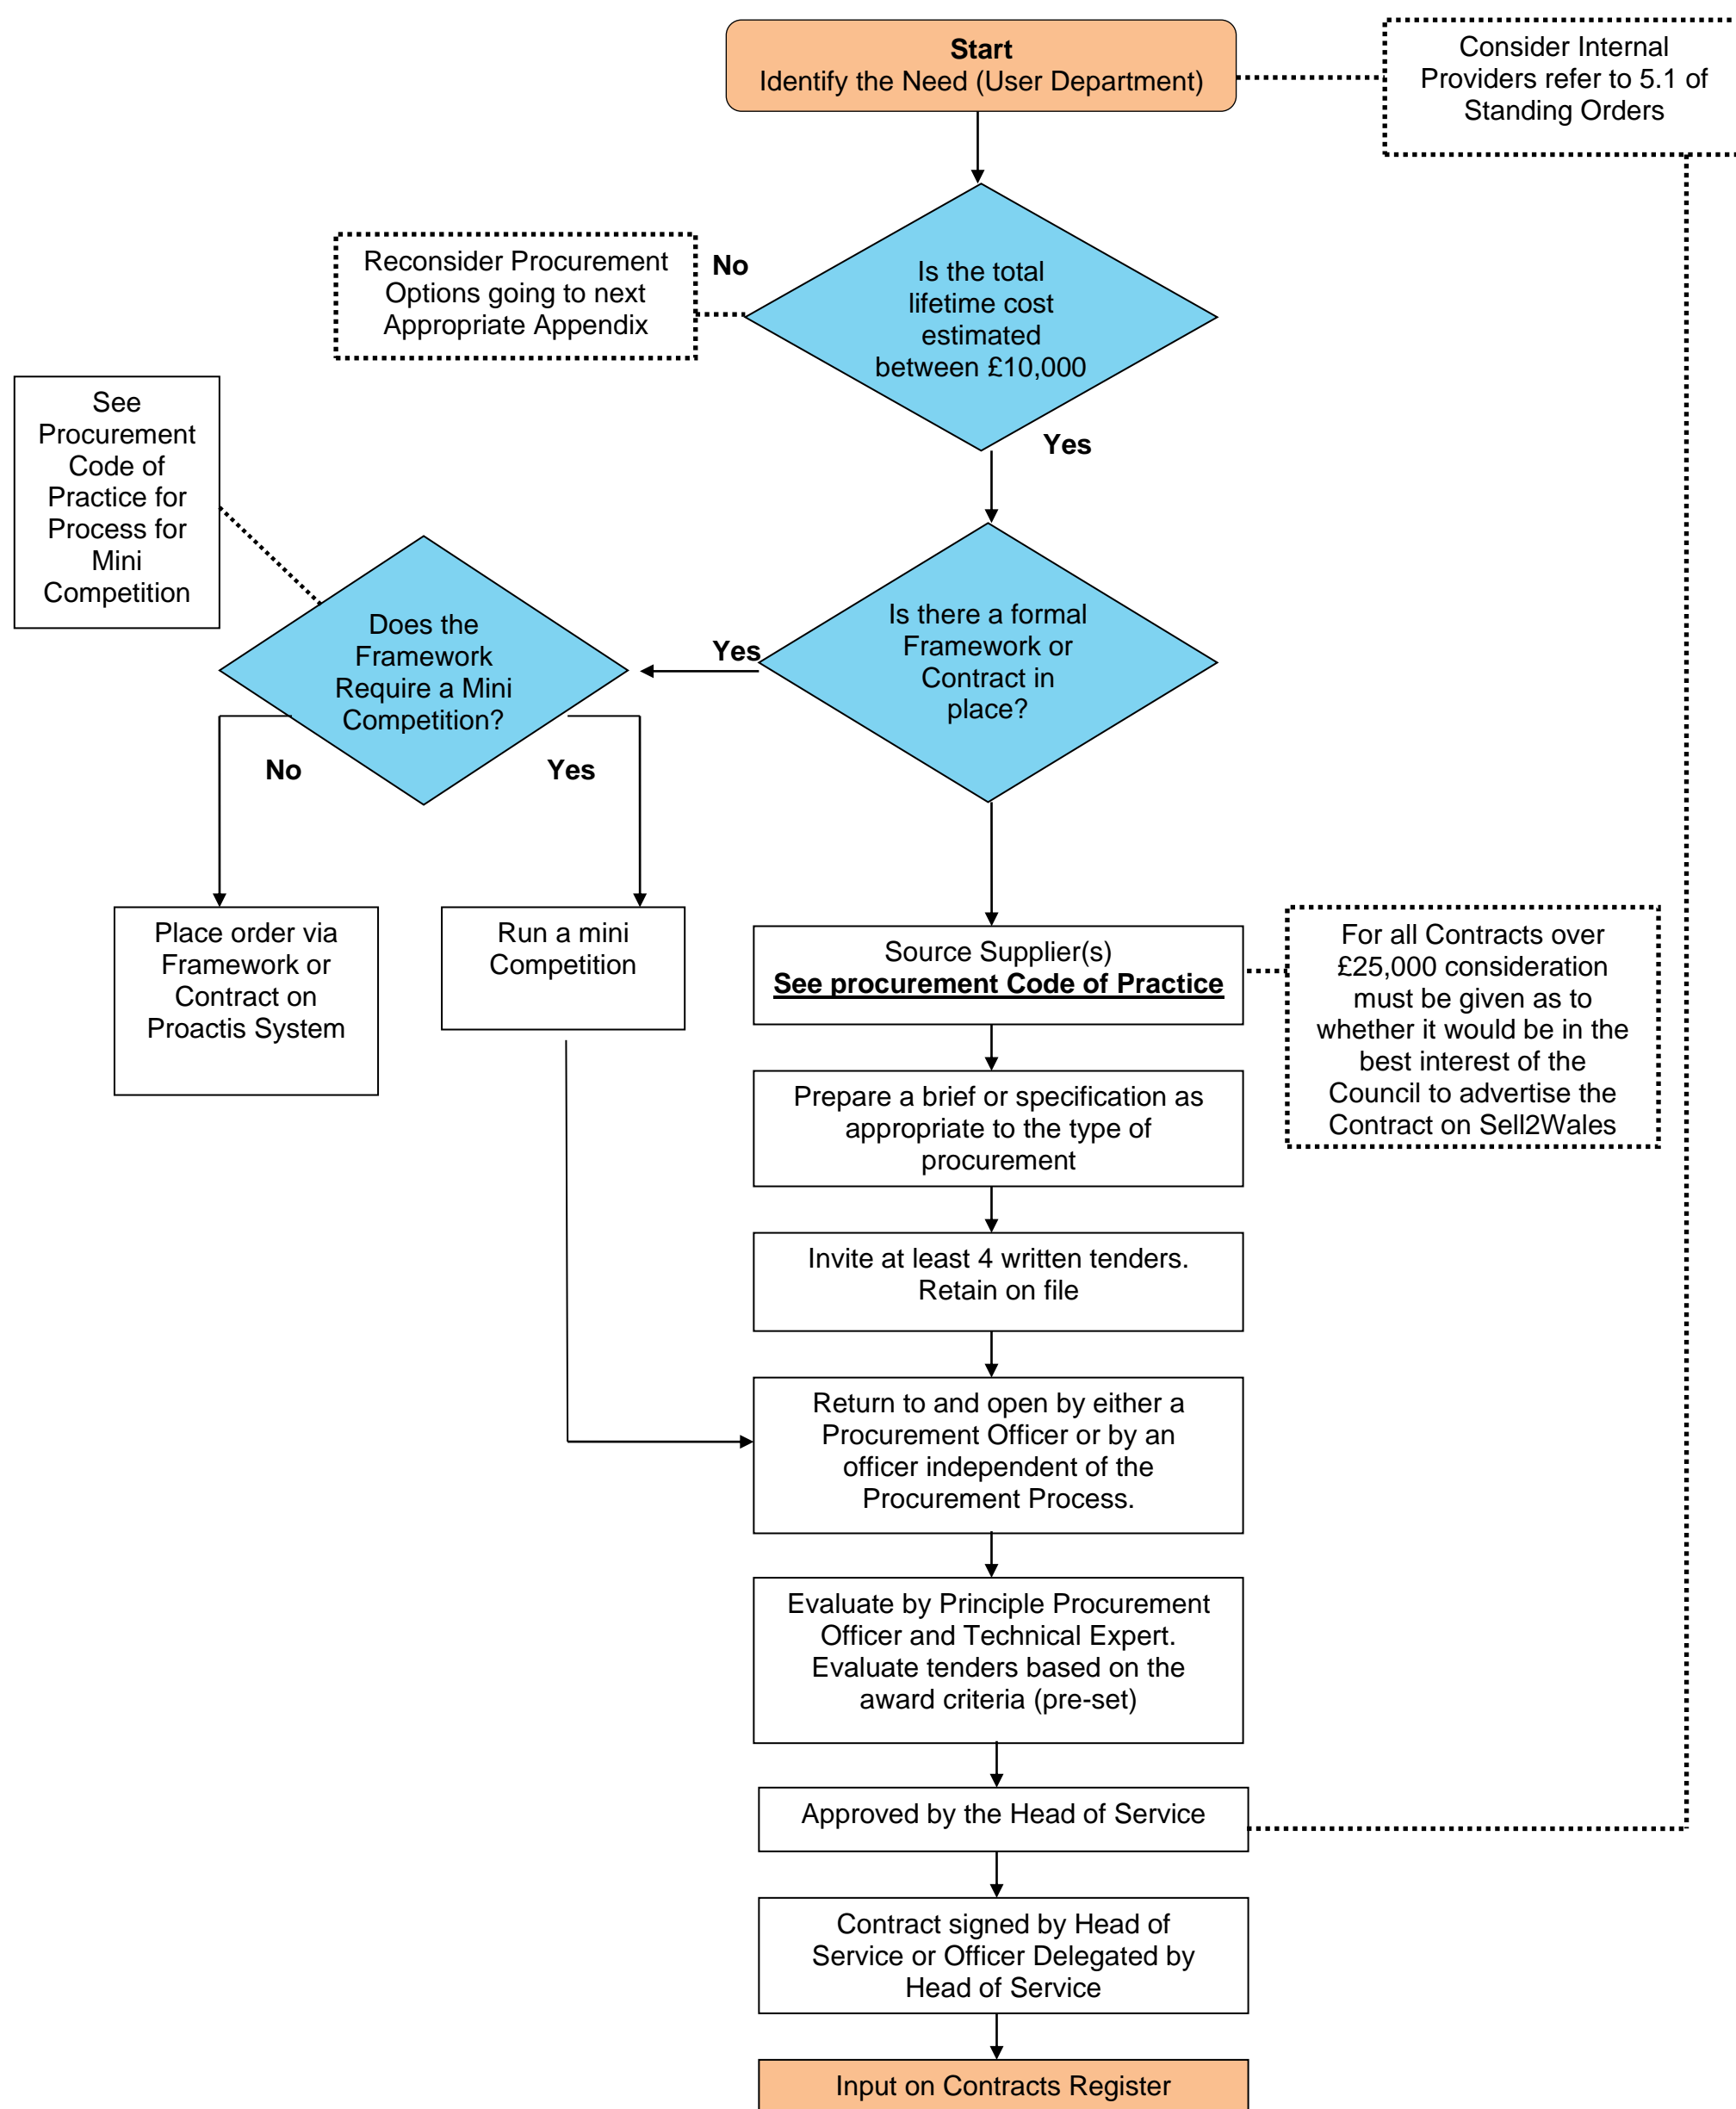 Start
Identify the Need (User Department)
Consider Internal
Providers refer to 5.1 of
Standing Orders
Reconsider Procurement
Options going to next
Appropriate Appendix
No
Is the total
lifetime cost
estimated
between £10,000
Yes
See
Procurement
Code of
Practice for
Process for
Mini
Competition
Does the
Framework
Require a Mini
Competition?
Yes
Is there a formal
Framework or
Contract in
place?
No
Yes
Place order via
Framework or
Contract on
Proactis System
Run a mini
Competition
Source Supplier(s)
See procurement Code of Practice
For all Contracts over
£25,000 consideration
must be given as to
whether it would be in the
best interest of the
Council to advertise the
Contract on Sell2Wales
Prepare a brief or specification as
appropriate to the type of
procurement
Invite at least 4 written tenders.
Retain on file
Return to and open by either a
Procurement Officer or by an
officer independent of the
Procurement Process.
Evaluate by Principle Procurement
Officer and Technical Expert.
Evaluate tenders based on the
award criteria (pre-set)
Approved by the Head of Service
Contract signed by Head of
Service or Officer Delegated by
Head of Service
Input on Contracts Register